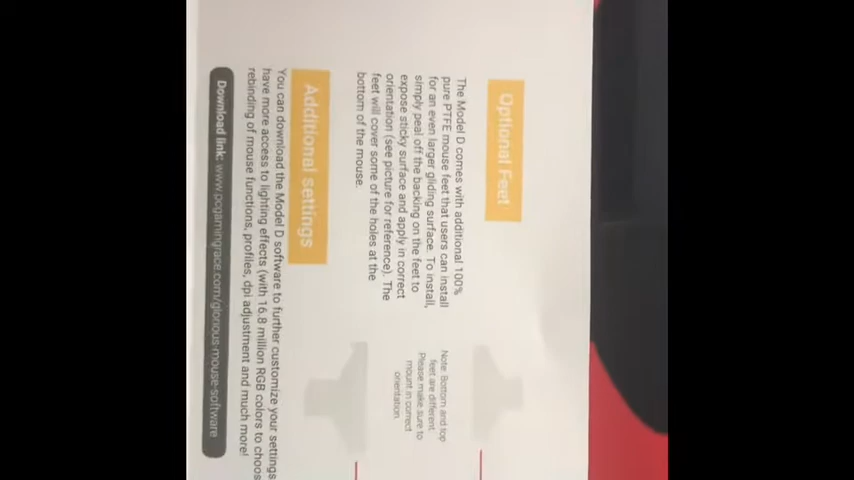 Optional Feet
The Model D comes with additional 100%
pure PTFE mouse feet that users can install
for an even larger gliding surface. To install,
simply peal off the backing on the feet to
expose sticky surface and apply in correct
orientation (see picture for reference). The
feet will cover some of the holes at the
bottom of the mouse.
Note: Bottom and top
feet are different.
Please make sure to
mount in correct
orientation
Additional settings
You can download the Model D software to further customize your settings
have more access to lighting effects (with 16.8 million RGB colors to choos
rebinding of mouse functions, profiles, dpi adjustment and much more!
Download link: www.pcgamingrace.com/glorious-mouse-software